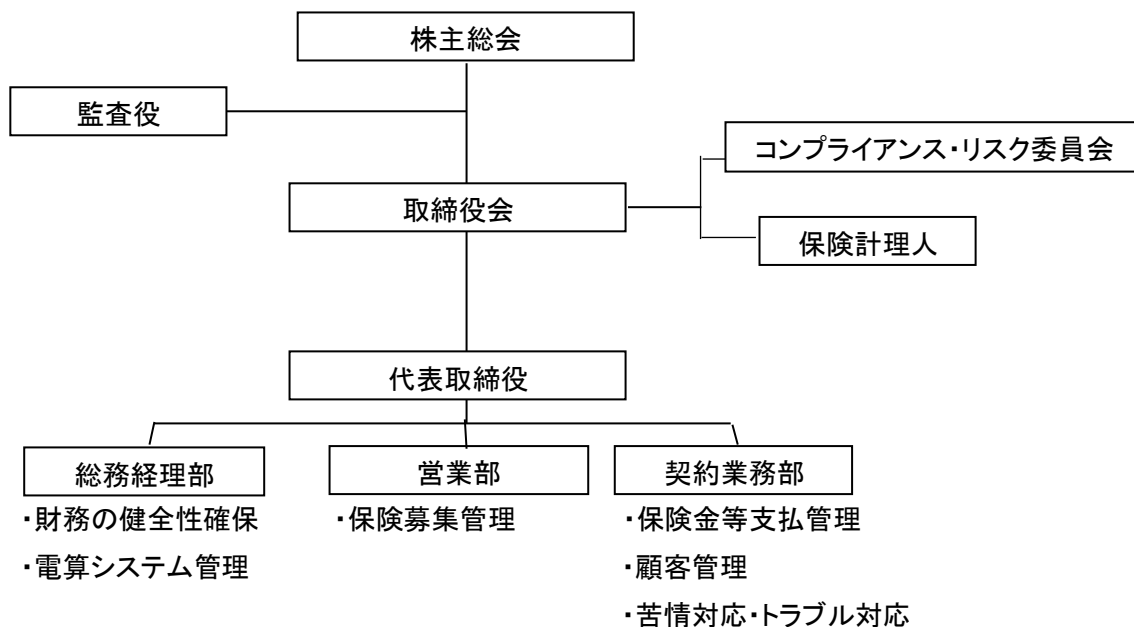 株主総会
監査役
コンプライアンス・リスク委員会
取締役会
保険計理人
代表取締役
総務経理部
・財務の健全性確保
・電算システム管理
営業部
・保険募集管理
契約業務部
・保険金等支払管理
・顧客管理
・苦情対応・トラブル対応